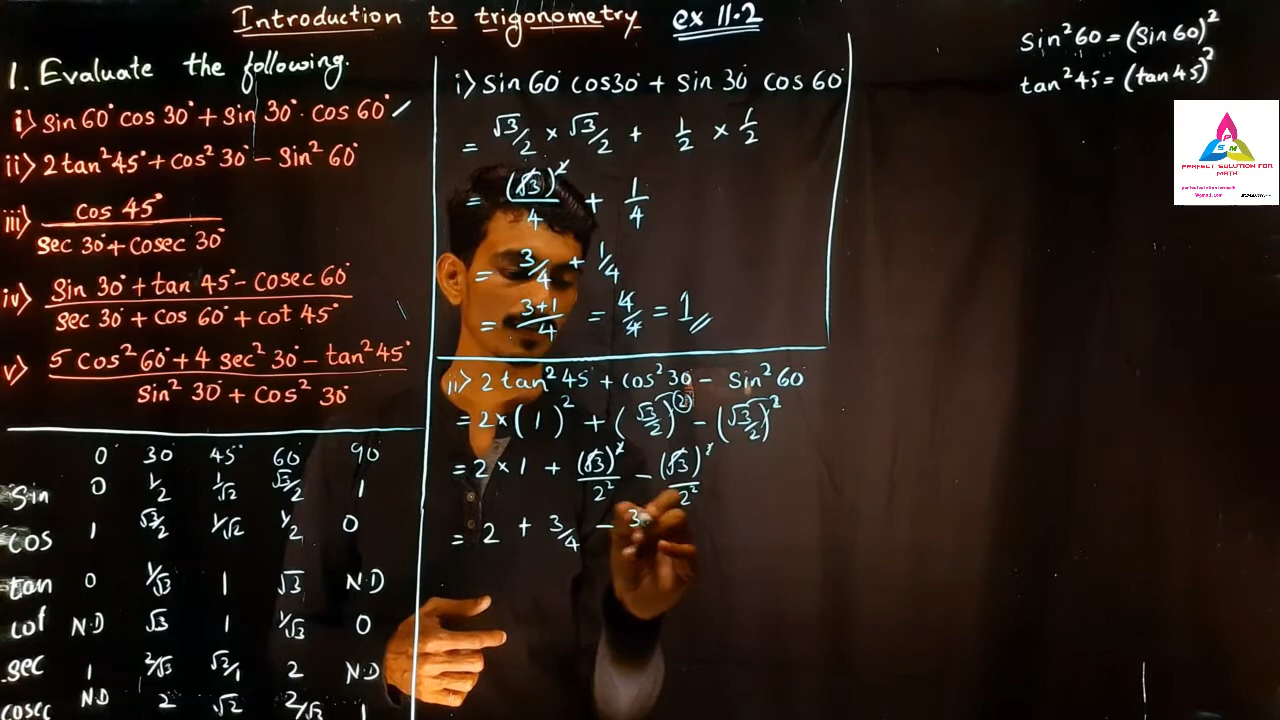 Introduction to trigonometry ex 11.2
1. Evaluate the following.
i) sin 60° cos 30° + sin 30° · cos 60°
ii) 2 tan² 45° + cos² 30° − sin² 60°
iii) cos 45° / sec 30° + cosec 30°
iv) sin 30° + tan 45° − cosec 60° / sec 30° + cos 60° + cot 45°
v) 5 cos² 60° + 4 sec² 30° − tan² 45° / sin² 30° + cos² 30°
0° 30° 45° 60° 90°
Sin 0 1/2 1/√2 √3/2 1
cos 1 √3/2 1/√2 1/2 0
tan 0 1/√3 1 √3 N.D
cot N.D √3 1 1/√3 0
sec 1 2/√3 √2/1 2 N.D
cosec N.D 2 √2 2/√3 1
i) sin 60° cos 30° + sin 30° cos 60°
= √3/2 × √3/2 + 1/2 × 1/2
= (√3)²/4 + 1/4
= 3/4 + 1/4
= 3+1/4 = 4/4 = 1
ii) 2 tan² 45° + cos² 30° − sin² 60
= 2 × (1)² + (√3/2)² − (√3/2)²
= 2 × 1 + (√3)²/2² − (√3)²/2²
= 2 + 3/4 − 3
sin² 60 = (sin 60)²
tan² 45 = (tan 45)²
P
S M
PERFECT SOLUTION FOR
MATH